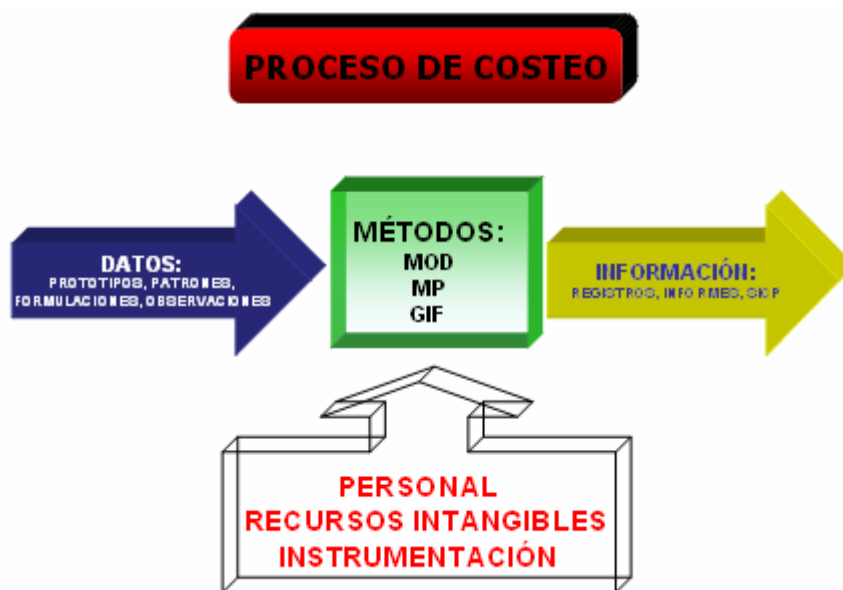 PROCESO DE COSTEO
DATOS:
PROTOTIPOS, PATRONES,
FORMULACIONES, OBSERVACIONES
MÉTODOS:
MOD
MP
GIF
INFORMACIÓN:
REGISTROS, INFORMES,
PERSONAL
RECURSOS INTANGIBLES
INSTRUMENTACIÓN